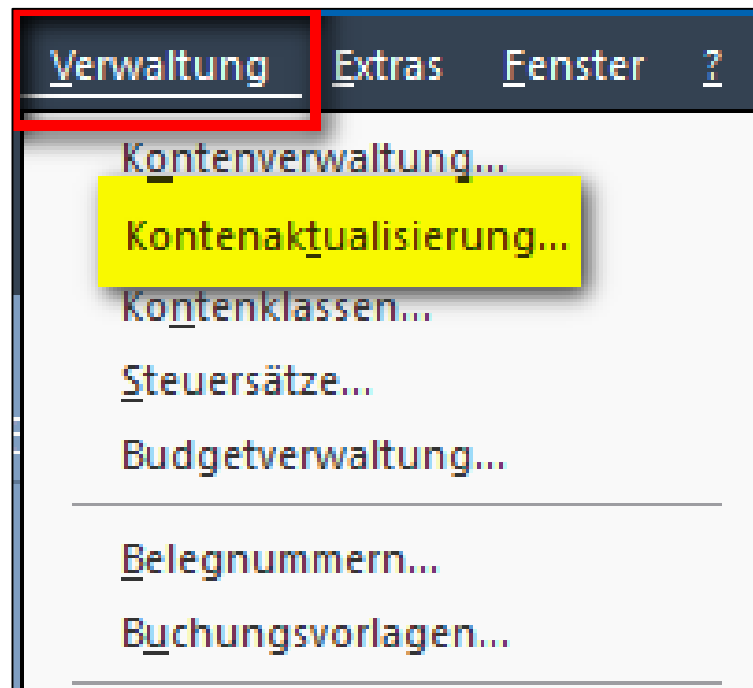 Verwaltung Extras Fenster ?
Kontenverwaltung...
Kontenaktualisierung...
Kontenklassen...
Steuersätze...
Budgetverwaltung...
Belegnummern...
Buchungsvorlagen...